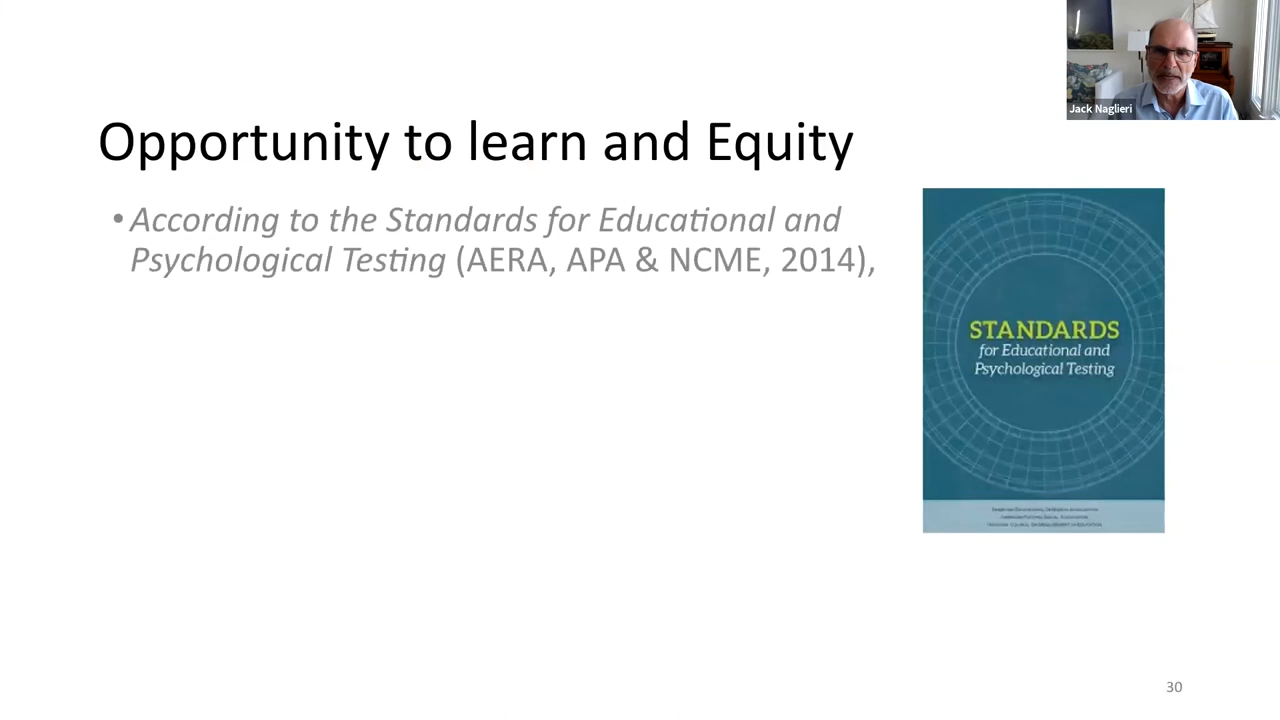 Jack Naglieri
Opportunity to learn and Equity
• According to the Standards for Educational and
Psychological Testing (AERA, APA & NCME, 2014),
STANDARDS
for Educational and
Psychological Testing
30